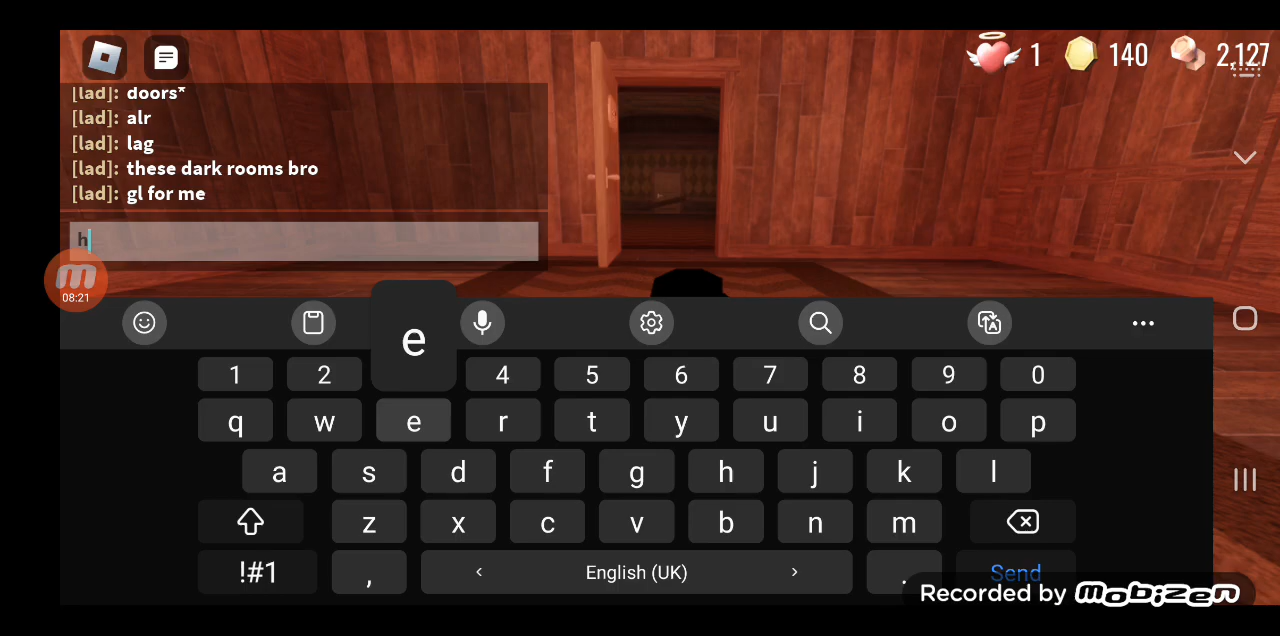 1 140 2,127
[lad]: doors*
[lad]: alr
[lad]: lag
[lad]: these dark rooms bro
[lad]: gl for me
h
08:21
e
1 2 4 5 6 7 8 9 0
q w e r t y u i o p
a s d f g h j k l
z x c v b n m
!#1 , < English (UK) > . Send
Recorded by mobizen